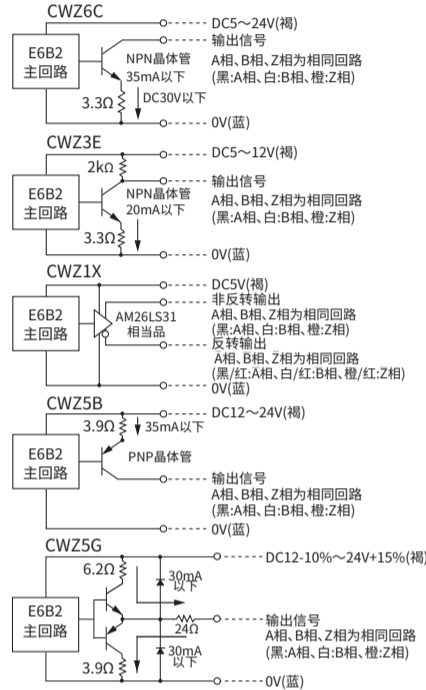 CWZ6C
DC5～24V(褐)
E6B2
主回路
输出信号
NPN晶体管
35mA以下
A相、B相、Z相为相同回路
(黑:A相、白:B相、橙:Z相)
3.3Ω
DC30V以下
0V(蓝)
CWZ3E
DC5～12V(褐)
2kΩ
E6B2
主回路
输出信号
NPN晶体管
20mA以下
A相、B相、Z相为相同回路
(黑:A相、白:B相、橙:Z相)
3.3Ω
0V(蓝)
CWZ1X
DC5V(褐)
非反转输出
A相、B相、Z相为相同回路
(黑:A相、白:B相、橙:Z相)
E6B2
主回路
AM26LS31
相当品
反转输出
A相、B相、Z相为相同回路
(黑/红:A相、白/红:B相、橙/红:Z相)
0V(蓝)
CWZ5B
DC12～24V(褐)
3.9Ω
35mA以下
E6B2
主回路
PNP晶体管
输出信号
A相、B相、Z相为相同回路
(黑:A相、白:B相、橙:Z相)
0V(蓝)
CWZ5G
DC12-10%～24V+15%(褐)
6.2Ω
30mA
以下
E6B2
主回路
24Ω
输出信号
A相、B相、Z相为相同回路
(黑:A相、白:B相、橙:Z相)
30mA
以下
3.9Ω
0V(蓝)